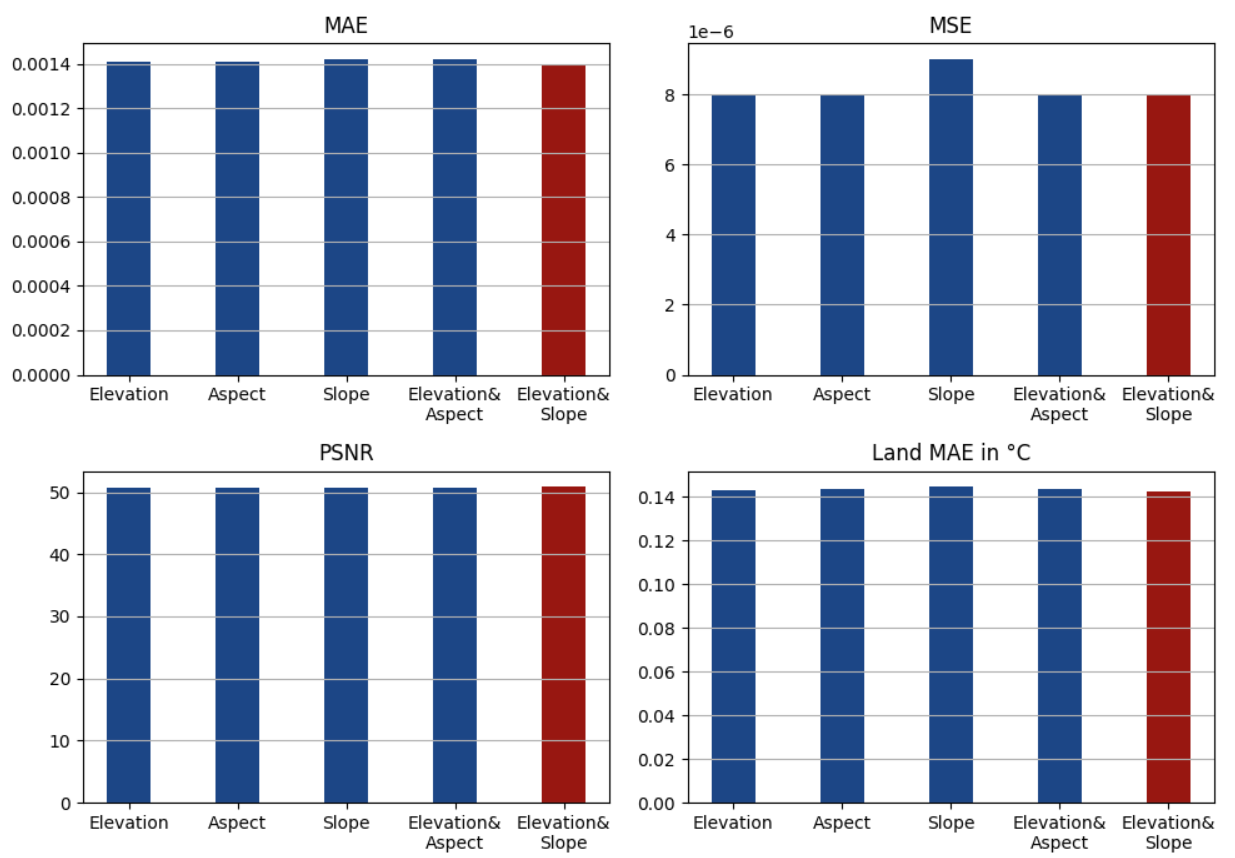 MAE
0.0014
0.0012
0.0010
0.0008
0.0006
0.0004
0.0002
0.0000
Elevation Aspect Slope Elevation& Elevation&
Aspect Slope
MSE
1e−6
8
6
4
2
0
Elevation Aspect Slope Elevation& Elevation&
Aspect Slope
PSNR
50
40
30
20
10
0
Elevation Aspect Slope Elevation& Elevation&
Aspect Slope
Land MAE in °C
0.14
0.12
0.10
0.08
0.06
0.04
0.02
0.00
Elevation Aspect Slope Elevation& Elevation&
Aspect Slope